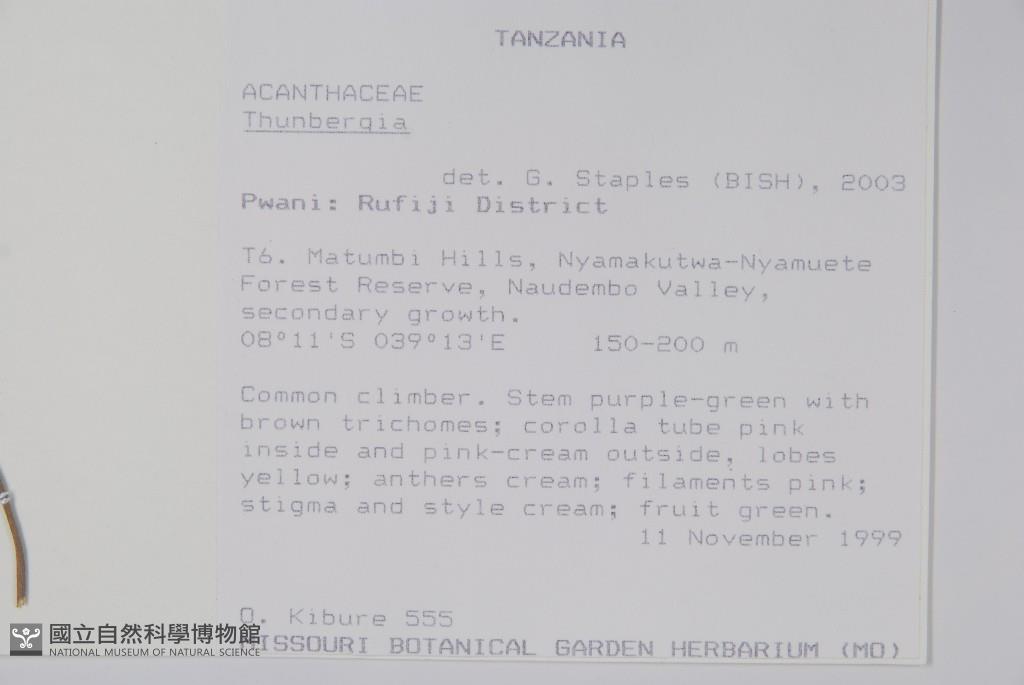 TANZANIA
ACANTHACEAE
Thunbergia
det. G. Staples (BISH), 2003
Pwani: Rufiji District
T6. Matumbi Hills, Nyamakutwa-Nyamuete
Forest Reserve, Naudembo Valley,
secondary growth.
08°11'S 039°13'E 150-200 m
Common climber. Stem purple-green with
brown trichomes; corolla tube pink
inside and pink-cream outside, lobes
yellow; anthers cream; filaments pink;
stigma and style cream; fruit green.
11 November 1999
O. Kibure 555
MISSOURI BOTANICAL GARDEN HERBARIUM (MO)
國立自然科學博物館
NATIONAL MUSEUM OF NATURAL SCIENCE